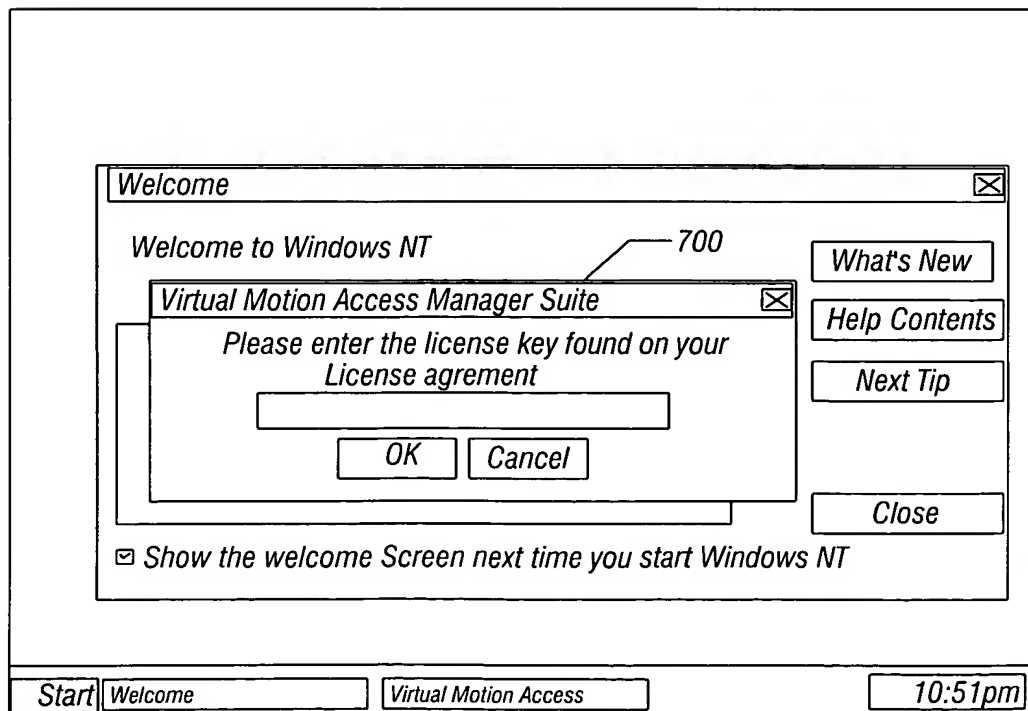 Welcome
Welcome to Windows NT
700
What's New
Virtual Motion Access Manager Suite
Help Contents
Please enter the license key found on your
License agrement
Next Tip
OK
Cancel
Close
Show the welcome Screen next time you start Windows NT
Start
Welcome
Virtual Motion Access
10:51pm